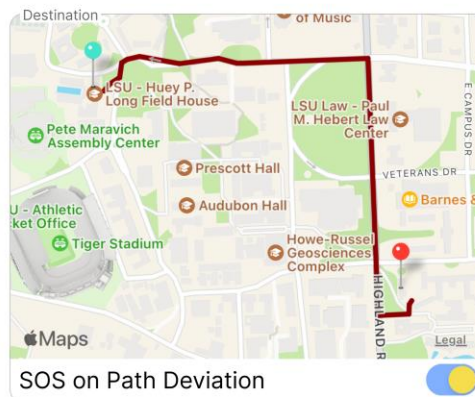 Destination
of Music
LSU - Huey P.
Long Field House
LSU Law - Paul
M. Hebert Law
Center
E CAMPUS DR
Pete Maravich
Assembly Center
Prescott Hall
VETERANS DR
Audubon Hall
Barnes &
U - Athletic
ket Office
Tiger Stadium
Howe-Russel
Geosciences
Complex
HIGHLAND R
Maps
Legal
SOS on Path Deviation